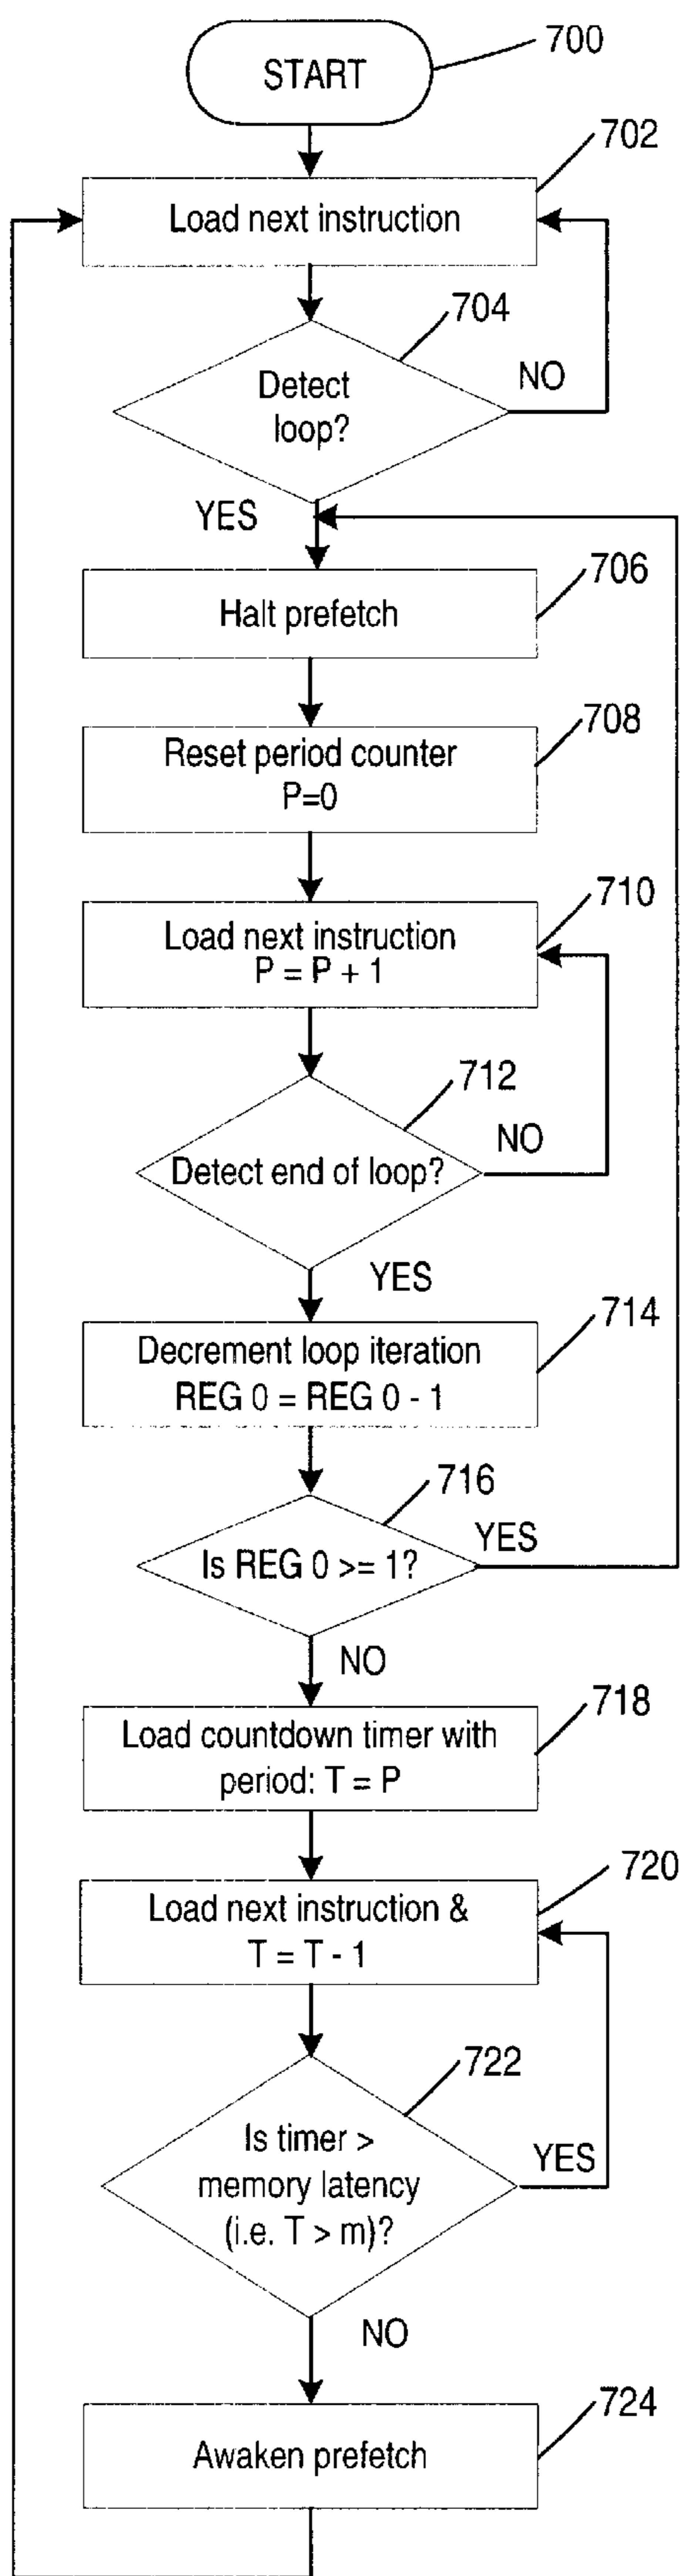 START
700
702
Load next instruction
704
Detect
loop?
NO
YES
706
Halt prefetch
708
Reset period counter
P=0
710
Load next instruction
P = P + 1
712
Detect end of loop?
NO
YES
714
Decrement loop iteration
REG 0 = REG 0 - 1
716
Is REG 0 >= 1?
YES
NO
718
Load countdown timer with
period: T = P
720
Load next instruction &
T = T - 1
722
Is timer >
memory latency
(i.e. T > m)?
YES
NO
724
Awaken prefetch